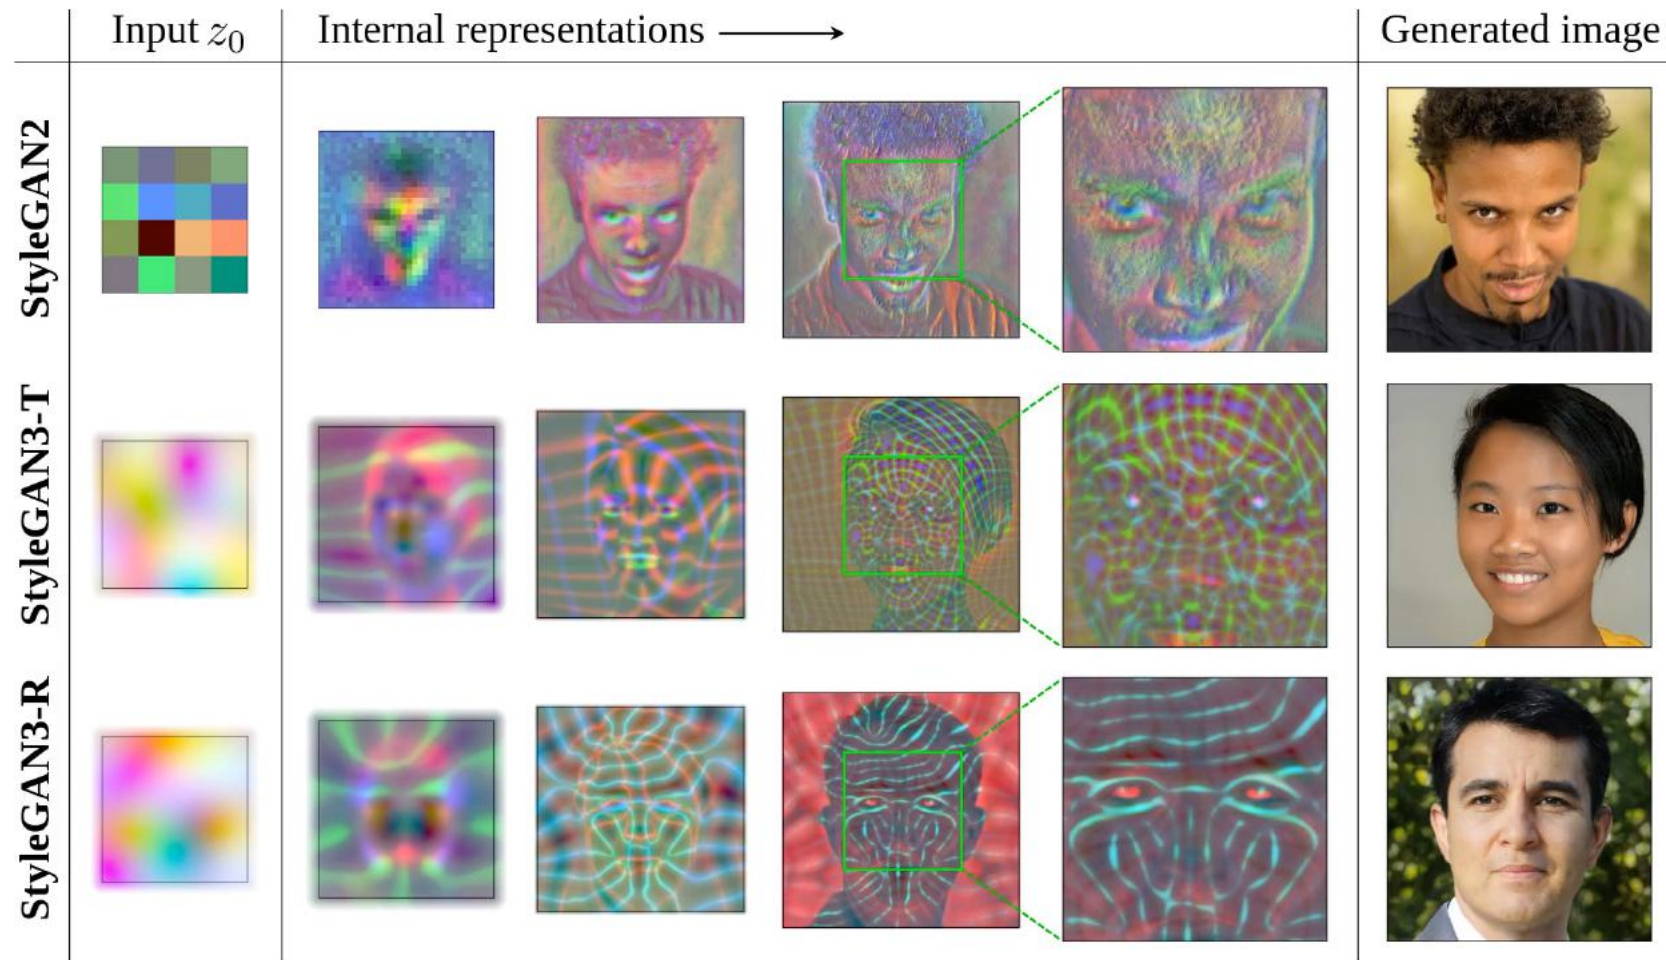 Input z₀
Internal representations
Generated image
StyleGAN2
StyleGAN3-T
StyleGAN3-R